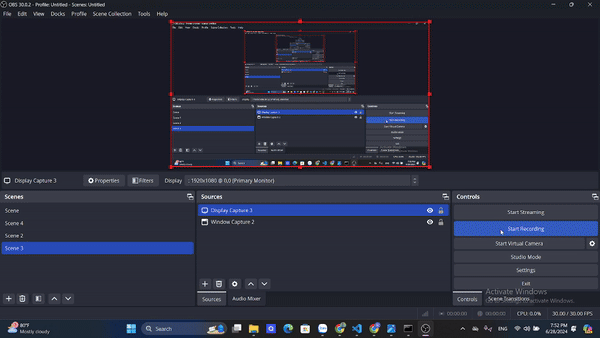 OBS 30.0.2 - Profile: Untitled - Scenes: Untitled
File Edit View Docks Profile Scene Collection Tools Help
Display Capture 3 Properties Filters Display : 1920x1080 @ 0,0 (Primary Monitor)
Scenes Sources Controls
Scene
Scene 4
Scene 2
Scene 3
Display Capture 3
Window Capture 2
Start Streaming
Start Recording
Start Virtual Camera
Studio Mode
Settings
Exit
Sources Audio Mixer
Controls Scene Transitions
Activate Windows
Go to Settings to activate Windows.
00:00:00 00:00:00 CPU: 0.0% 30.00 / 30.00 FPS
80°F
Mostly cloudy
Search
7:52 PM
6/28/2024